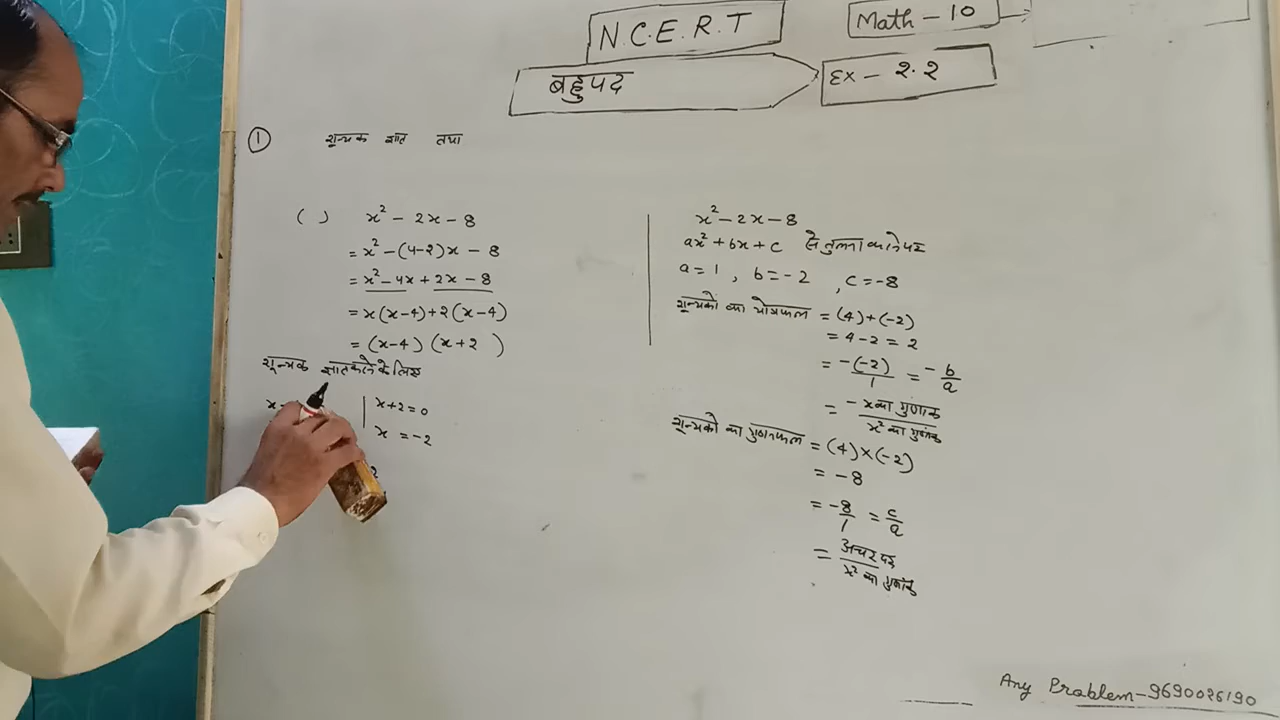 N.C.E.R.T
Math - 10
बहुपद
Ex - 2.2
1 शून्यक ज्ञात तथा
( ) x² - 2x - 8
= x² - (4-2)x - 8
= x² - 4x + 2x - 8
= x(x-4)+2(x-4)
= (x-4) (x+2 )
शून्यक ज्ञात करने के लिए
x+2=0
x = -2
x² - 2x - 8
ax² + bx + c से तुलना करने पर
a=1 , b=-2 , c=-8
शून्यकों का योगफल = (4)+(-2)
= 4-2 = 2
= -(-2)/1 = -b/a
= -x का गुणांक / x² का गुणांक
शून्यको का गुणनफल = (4)×(-2)
= -8
= -8/1 = c/a
= अचर पद / x² का गुणांक
Any Problem-9690026190